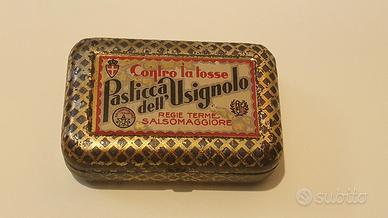 Contro la tosse
Pasticca
dell'Usignolo
REGIE TERME
SALSOMAGGIORE
subito